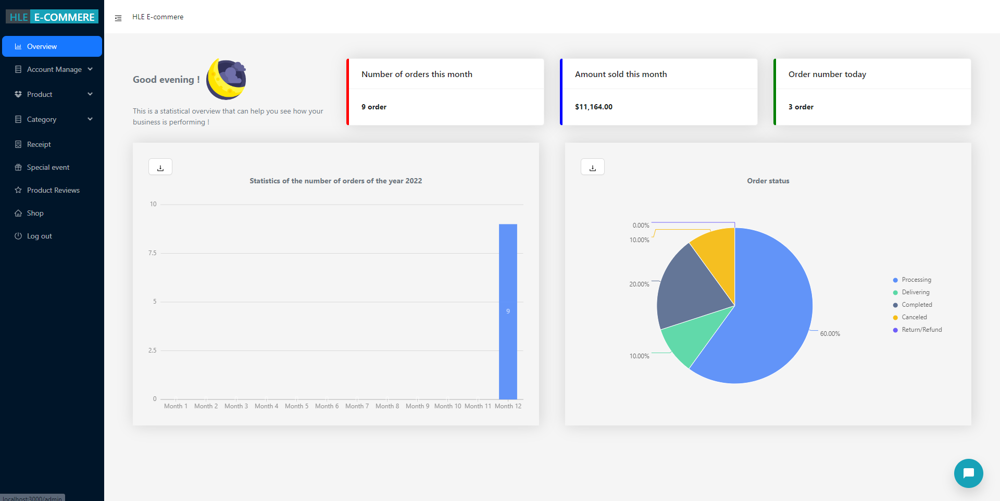 HLE E-COMMERE
HLE E-commere
Overview
Account Manage
Product
Category
Receipt
Special event
Product Reviews
Shop
Log out
Good evening !
This is a statistical overview that can help you see how your
business is performing !
Number of orders this month
9 order
Amount sold this month
$11,164.00
Order number today
3 order
Statistics of the number of orders of the year 2022
10
7.5
5
2.5
0
9
Month 1 Month 2 Month 3 Month 4 Month 5 Month 6 Month 7 Month 8 Month 9 Month 10 Month 11 Month 12
Order status
0.00%
10.00%
20.00%
10.00%
60.00%
Processing
Delivering
Completed
Canceled
Return/Refund
localhost:3000/admin